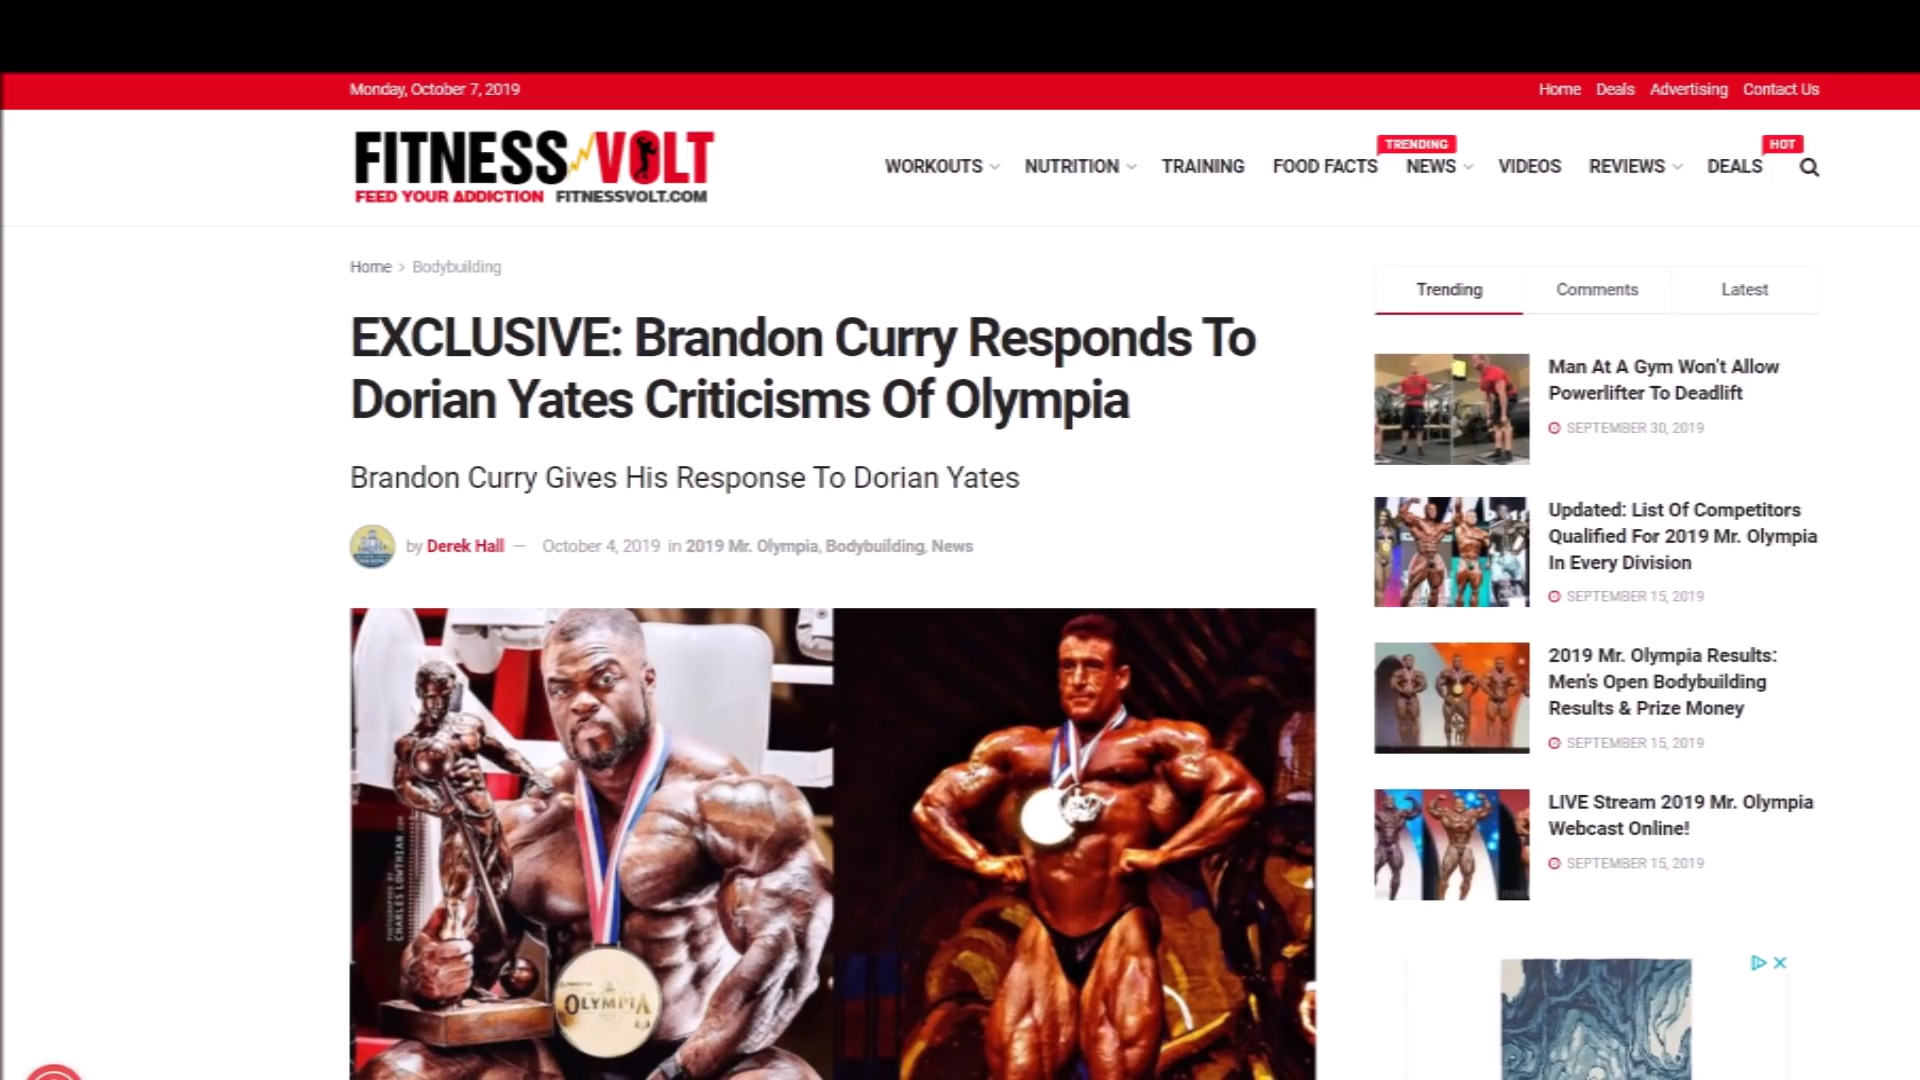 Monday, October 7, 2019
Home Deals Advertising Contact Us
FITNESS VOLT
FEED YOUR ADDICTION FITNESSVOLT.COM
TRENDING
HOT
WORKOUTS NUTRITION TRAINING FOOD FACTS NEWS VIDEOS REVIEWS DEALS
Home > Bodybuilding
EXCLUSIVE: Brandon Curry Responds To
Dorian Yates Criticisms Of Olympia
Brandon Curry Gives His Response To Dorian Yates
by Derek Hall — October 4, 2019 in 2019 Mr. Olympia, Bodybuilding, News
CHARLES LOWTHIAN
OLYMPIA
Trending Comments Latest
Man At A Gym Won't Allow
Powerlifter To Deadlift
SEPTEMBER 30, 2019
Updated: List Of Competitors
Qualified For 2019 Mr. Olympia
In Every Division
SEPTEMBER 15, 2019
2019 Mr. Olympia Results:
Men's Open Bodybuilding
Results & Prize Money
SEPTEMBER 15, 2019
LIVE Stream 2019 Mr. Olympia
Webcast Online!
SEPTEMBER 15, 2019